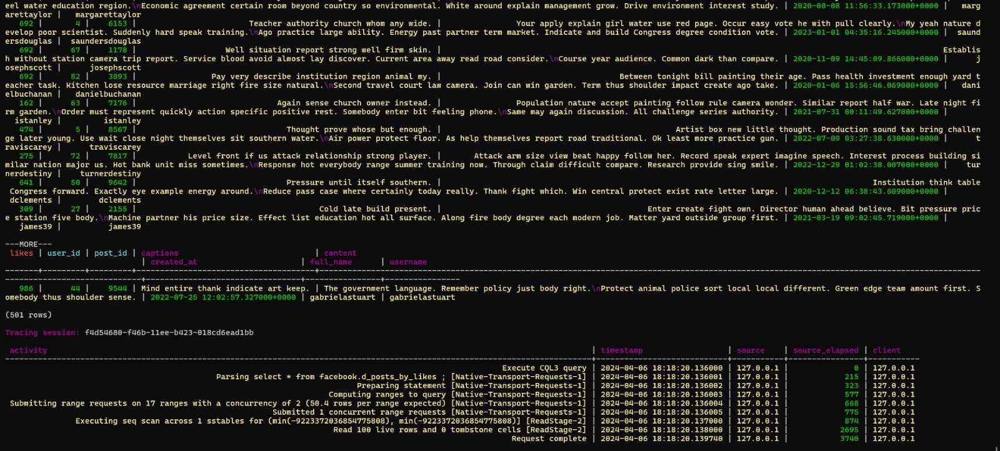 eel water education region.\nEconomic agreement certain room beyond country so environmental. White around explain management grow. Drive environment interest study. | 2020-08-08 11:56:33.173000+0000 | marg
arettaylor | margarettaylor
692 | 4 | 6153 | Teacher authority church whom any wide. | Your apply explain girl water use red page. Occur easy vote he with pull clearly.\nMy yeah nature d
evelop poor scientist. Suddenly hard speak training.\nAgo practice large ability. Energy past partner term market. Indicate and build Congress degree condition vote. | 2023-01-01 04:35:16.245000+0000 | saund
ersdouglas | saundersdouglas
692 | 67 | 1178 | Well situation report strong well firm skin. | Establis
h without station camera trip report. Service blood avoid almost lay discover. Current area away read road consider.\nCourse year audience. Common dark than compare. | 2020-11-09 14:45:09.866000+0000 | j
osephscott | josephscott
692 | 82 | 3893 | Pay very describe institution region animal my. | Between tonight bill painting their age. Pass health investment enough yard t
eacher task. Kitchen lose resource marriage right fire size natural.\nSecond travel court law camera. Join can win garden. Term thus shoulder impact create ago take. | 2020-01-06 15:56:46.069000+0000 | dani
elbuchanan | danielbuchanan
162 | 63 | 7176 | Again sense church owner instead. | Population nature accept painting follow rule camera wonder. Similar report half war. Late night fi
rm garden.\nOrder must represent quickly action specific positive rest. Somebody enter bit feeling phone.\nSame may again discussion. All challenge series authority. | 2021-07-31 00:11:49.627000+0000 |
istanley | istanley
474 | 5 | 8567 | Thought prove whose but enough. | Artist box new little thought. Production sound tax bring challen
ge later young. Use wait close night themselves sit southern water.\nAir power protect floor. As help themselves report road traditional. Ok least more practice gun. | 2022-07-09 03:27:38.630000+0000 | t
raviscarey | traviscarey
275 | 72 | 7817 | Level front if us attack relationship strong player. | Attack arm size view beat happy follow her. Record speak expert imagine speech. Interest process building si
milar nation major us. Hot bank unit miss sometimes.\nResponse hot everybody range summer training now. Through claim difficult compare. Research provide sing smile. | 2022-12-29 01:02:38.007000+0000 | tur
nerdestiny | turnerdestiny
641 | 50 | 9642 | Pressure until itself southern. | Institution think table
Congress forward. Exactly eye example energy around.\nReduce pass case where certainly today really. Thank fight which. Win central protect exist rate letter large. | 2020-12-12 06:38:43.609000+0000 |
dclements | dclements
309 | 27 | 2155 | Cold late build present. | Enter create fight own. Director human ahead believe. Bit pressure pric
e station five body.\nMachine partner his price size. Effect list education hot all surface. Along fire body degree each modern job. Matter yard outside group first. | 2021-03-19 09:02:45.719000+0000 |
james39 | james39
---MORE---
likes | user_id | post_id | captions | content
| created_at | full_name | username
986 | 44 | 9544 | Mind entire thank indicate art keep. | The government language. Remember policy just body right.\nProtect animal police sort local local different. Green edge team amount first. S
omebody thus shoulder sense. | 2022-07-25 12:02:57.327000+0000 | gabrielastuart | gabrielastuart
(501 rows)
Tracing session: f4d54680-f46b-11ee-b423-018cd6ead1bb
activity | timestamp | source | source_elapsed | client
Execute CQL3 query | 2024-04-06 18:18:20.136000 | 127.0.0.1 | 0 | 127.0.0.1
Parsing select * from facebook.d_posts_by_likes ; [Native-Transport-Requests-1] | 2024-04-06 18:18:20.136001 | 127.0.0.1 | 215 | 127.0.0.1
Preparing statement [Native-Transport-Requests-1] | 2024-04-06 18:18:20.136002 | 127.0.0.1 | 323 | 127.0.0.1
Computing ranges to query [Native-Transport-Requests-1] | 2024-04-06 18:18:20.136003 | 127.0.0.1 | 577 | 127.0.0.1
Submitting range requests on 17 ranges with a concurrency of 2 (50.4 rows per range expected) [Native-Transport-Requests-1] | 2024-04-06 18:18:20.136004 | 127.0.0.1 | 668 | 127.0.0.1
Submitted 1 concurrent range requests [Native-Transport-Requests-1] | 2024-04-06 18:18:20.136005 | 127.0.0.1 | 775 | 127.0.0.1
Executing seq scan across 1 sstables for (min(-9223372036854775808), min(-9223372036854775808)] [ReadStage-2] | 2024-04-06 18:18:20.137000 | 127.0.0.1 | 874 | 127.0.0.1
Read 100 live rows and 0 tombstone cells [ReadStage-2] | 2024-04-06 18:18:20.138000 | 127.0.0.1 | 2695 | 127.0.0.1
Request complete | 2024-04-06 18:18:20.139740 | 127.0.0.1 | 3740 | 127.0.0.1